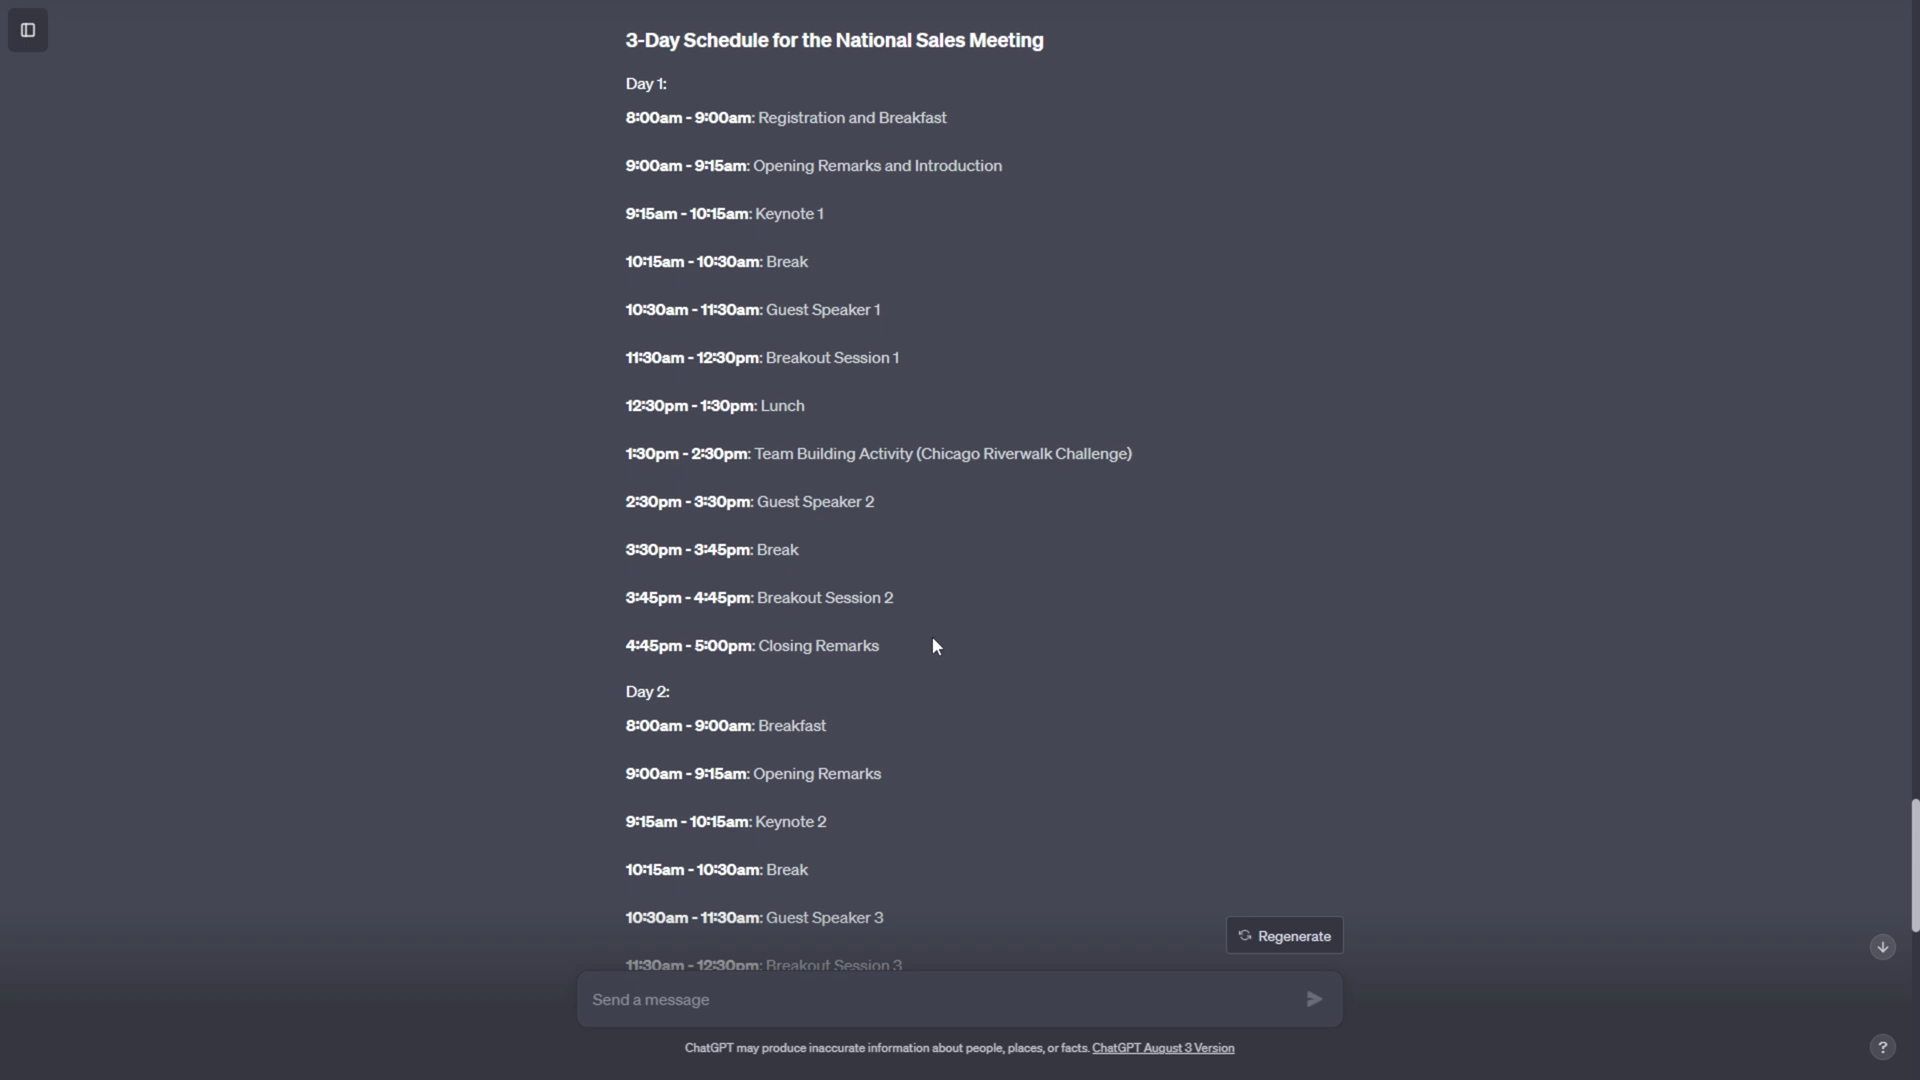 3-Day Schedule for the National Sales Meeting
Day 1:
8:00am - 9:00am: Registration and Breakfast
9:00am - 9:15am: Opening Remarks and Introduction
9:15am - 10:15am: Keynote 1
10:15am - 10:30am: Break
10:30am - 11:30am: Guest Speaker 1
11:30am - 12:30pm: Breakout Session 1
12:30pm - 1:30pm: Lunch
1:30pm - 2:30pm: Team Building Activity (Chicago Riverwalk Challenge)
2:30pm - 3:30pm: Guest Speaker 2
3:30pm - 3:45pm: Break
3:45pm - 4:45pm: Breakout Session 2
4:45pm - 5:00pm: Closing Remarks
Day 2:
8:00am - 9:00am: Breakfast
9:00am - 9:15am: Opening Remarks
9:15am - 10:15am: Keynote 2
10:15am - 10:30am: Break
10:30am - 11:30am: Guest Speaker 3
Regenerate
11:30am - 12:30pm: Breakout Session 3
Send a message
ChatGPT may produce inaccurate information about people, places, or facts. ChatGPT August 3 Version
?